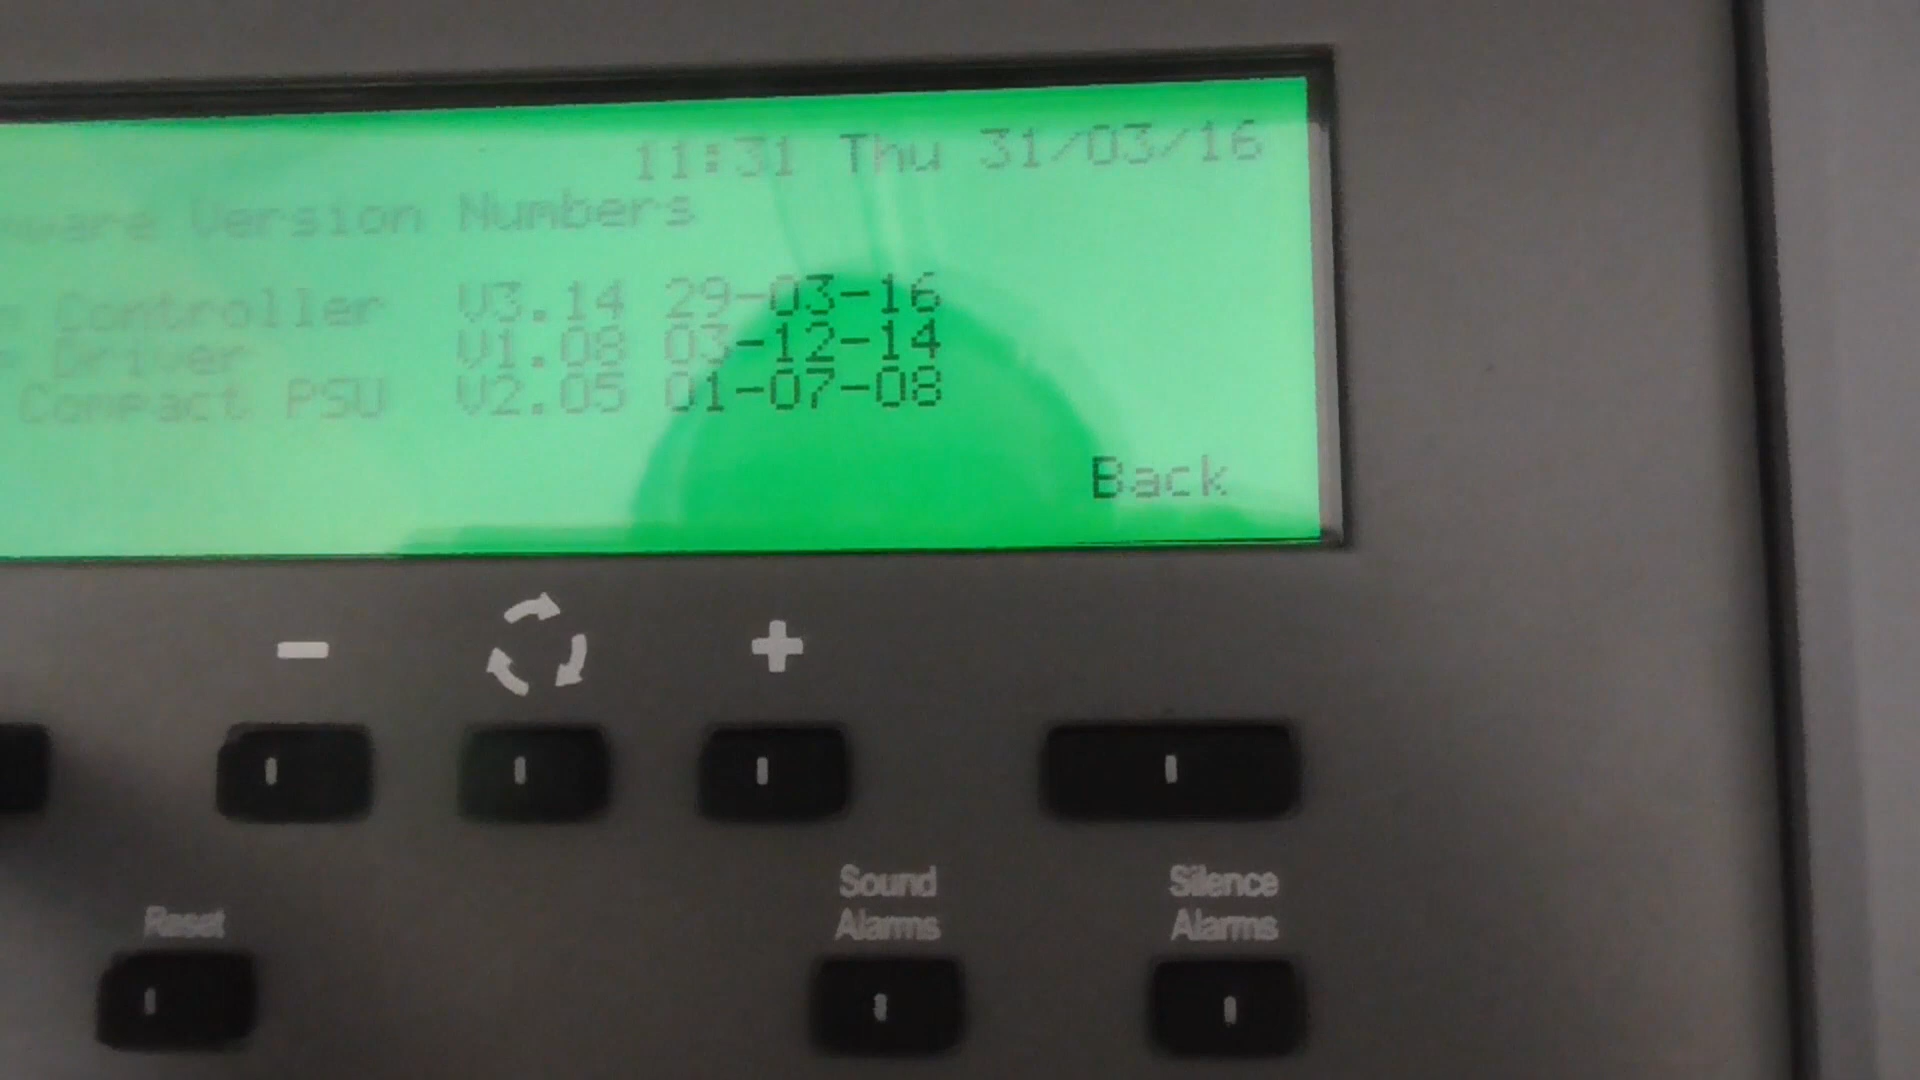 11:31 Thu 31/03/16
Version Numbers
Controller V3.14 29-03-16
Driver V1.08 03-12-14
Compact PSU V2.05 01-07-08
Back
Reset
Sound
Alarms
Silence
Alarms